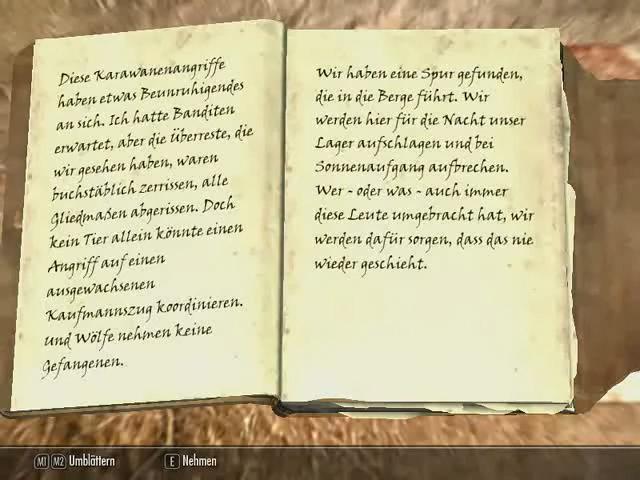 Diese Karawanenangriffe
haben etwas Beunruhigendes
an sich. Ich hatte Banditen
erwartet, aber die Überreste, die
wir gesehen haben, waren
buchstäblich zerrissen, alle
Gliedmaßen abgerissen. Doch
kein Tier allein könnte einen
Angriff auf einen
ausgewachsenen
Kaufmannszug koordinieren.
und Wölfe nehmen keine
Gefangenen.
Wir haben eine Spur gefunden,
die in die Berge führt. Wir
werden hier für die Nacht unser
Lager aufschlagen und bei
Sonnenaufgang aufbrechen.
Wer - oder was - auch immer
diese Leute umgebracht hat, wir
werden dafür sorgen, dass das nie
wieder geschieht.
M1 M2 Umblättern E Nehmen